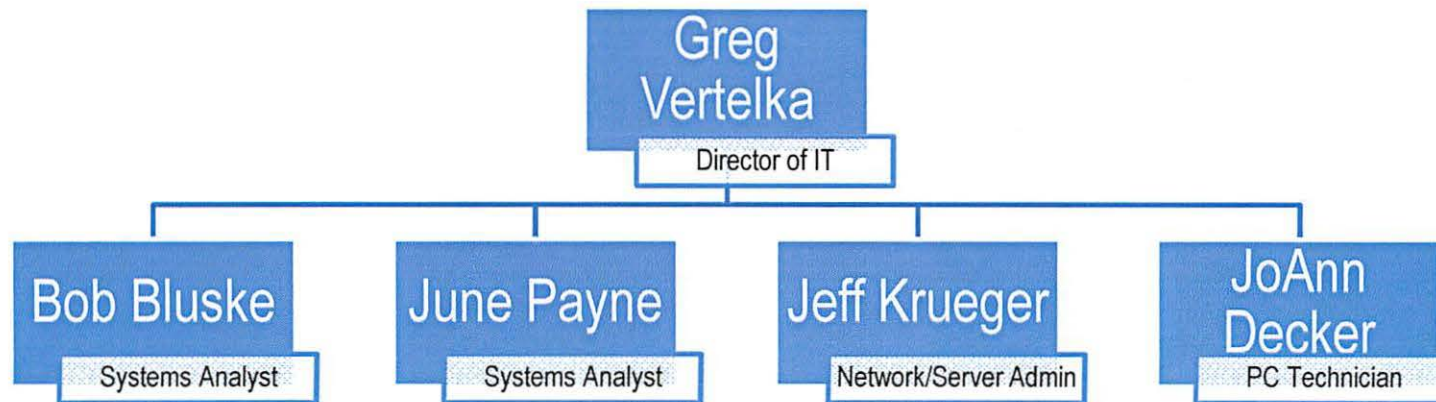 Greg
Vertelka
Director of IT
Bob Bluske
Systems Analyst
June Payne
Systems Analyst
Jeff Krueger
Network/Server Admin
JoAnn
Decker
PC Technician